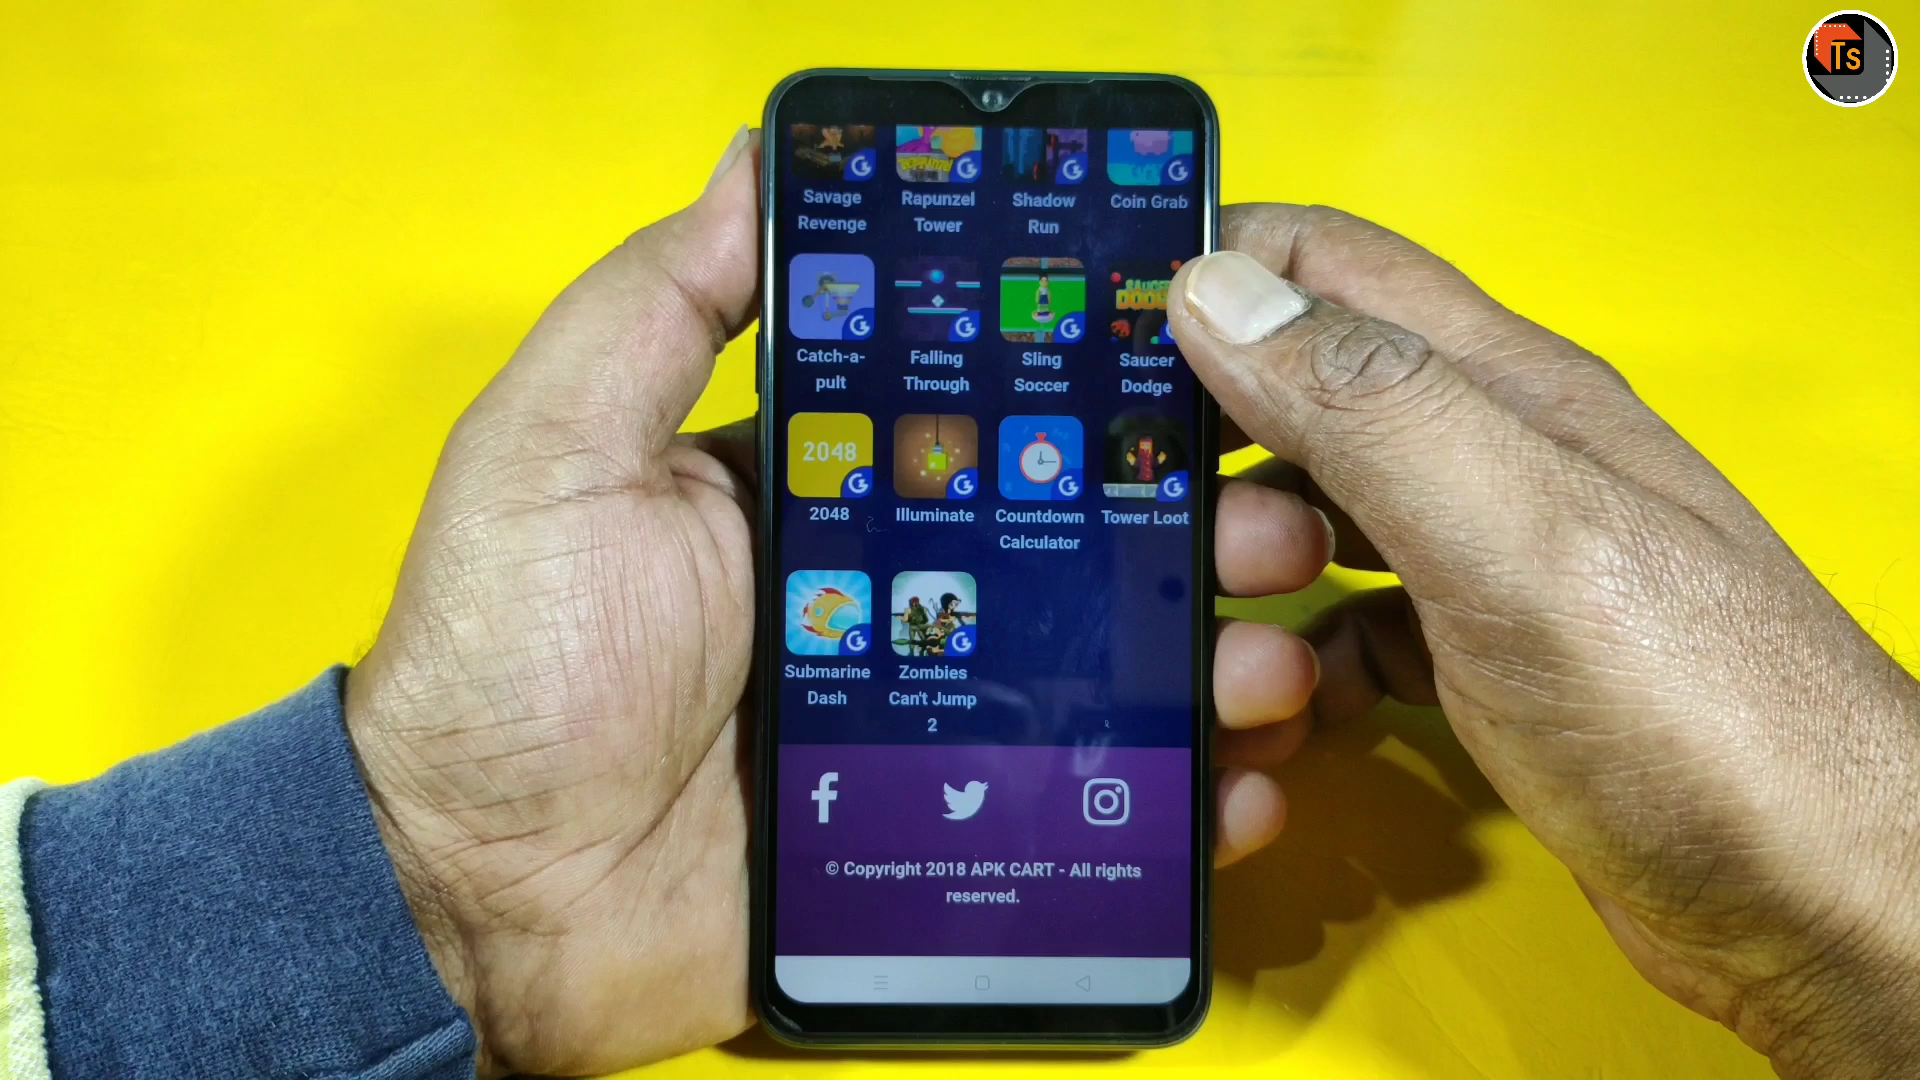 Ts
Savage
Revenge
Rapunzel
Tower
Shadow
Run
Coin Grab
Catch-a-
pult
Falling
Through
Sling
Soccer
Saucer
Dodge
2048
2048
Illuminate
Countdown
Calculator
Tower Loot
Submarine
Dash
Zombies
Can't Jump
2
© Copyright 2018 APK CART - All rights
reserved.